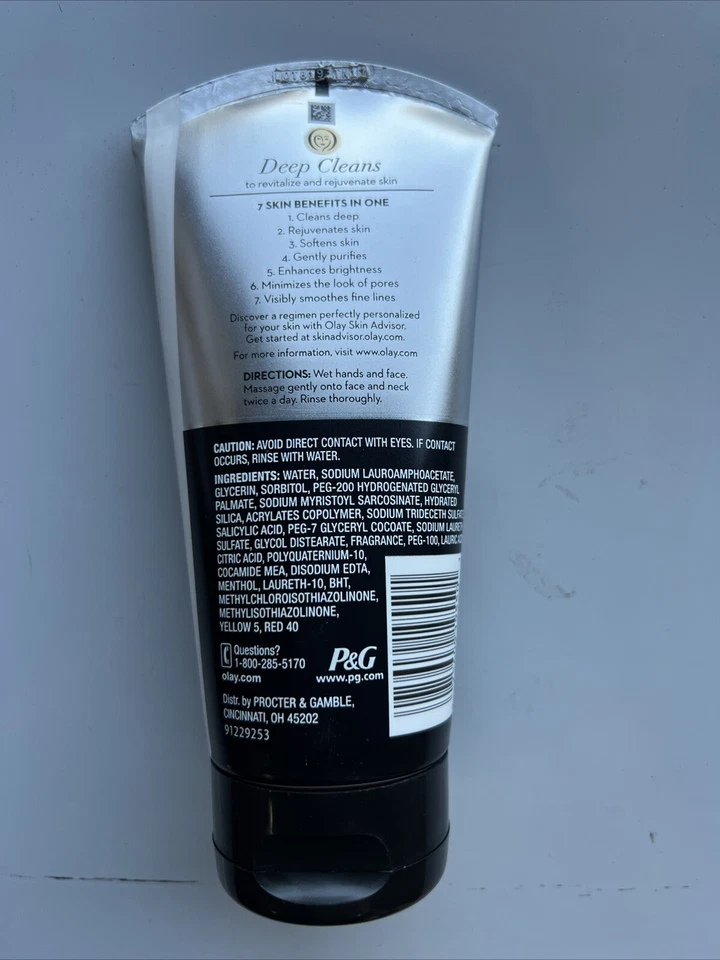 Deep Cleans
to revitalize and rejuvenate skin
7 SKIN BENEFITS IN ONE
1. Cleans deep
2. Rejuvenates skin
3. Softens skin
4. Gently purifies
5. Enhances brightness
6. Minimizes the look of pores
7. Visibly smoothes fine lines
Discover a regimen perfectly personalized
for your skin with Olay Skin Advisor.
Get started at skinadvisor.olay.com.
For more information, visit www.olay.com
DIRECTIONS: Wet hands and face.
Massage gently onto face and neck
twice a day. Rinse thoroughly.
CAUTION: AVOID DIRECT CONTACT WITH EYES. IF CONTACT
OCCURS, RINSE WITH WATER.
INGREDIENTS: WATER, SODIUM LAUROAMPHOACETATE,
GLYCERIN, SORBITOL, PEG-200 HYDROGENATED GLYCERYL
PALMATE, SODIUM MYRISTOYL SARCOSINATE, HYDRATED
SILICA, ACRYLATES COPOLYMER, SODIUM TRIDECETH SULFATE,
SALICYLIC ACID, PEG-7 GLYCERYL COCOATE, SODIUM LAURETH
SULFATE, GLYCOL DISTEARATE, FRAGRANCE, PEG-100, LAURIC ACID,
CITRIC ACID, POLYQUATERNIUM-10,
COCAMIDE MEA, DISODIUM EDTA,
MENTHOL, LAURETH-10, BHT,
METHYLCHLOROISOTHIAZOLINONE,
METHYLISOTHIAZOLINONE,
YELLOW 5, RED 40
Questions?
1-800-285-5170
olay.com
P&G
www.pg.com
Distr. by PROCTER & GAMBLE,
CINCINNATI, OH 45202
91229253